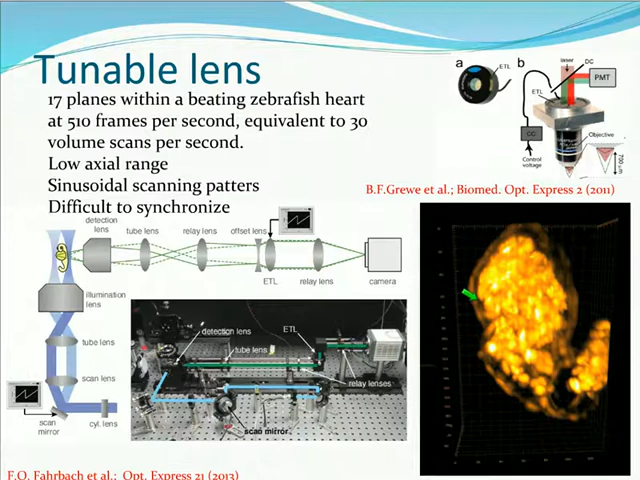 Tunable lens
17 planes within a beating zebrafish heart
at 510 frames per second, equivalent to 30
volume scans per second.
Low axial range
Sinusoidal scanning patters
Difficult to synchronize
a
ETL
b
DC
PMT
ETL
CC
Control
voltage
Objective
700 μm
B.F.Grewe et al.; Biomed. Opt. Express 2 (2011)
detection
lens
tube lens
relay lens
offset lens
ETL
relay lens
camera
illumination
lens
tube lens
scan lens
scan
mirror
cyl. lens
detection lens
ETL
tube lens
relay lenses
scan mirror
F.O. Fahrbach et al.; Opt. Express 21 (2013)